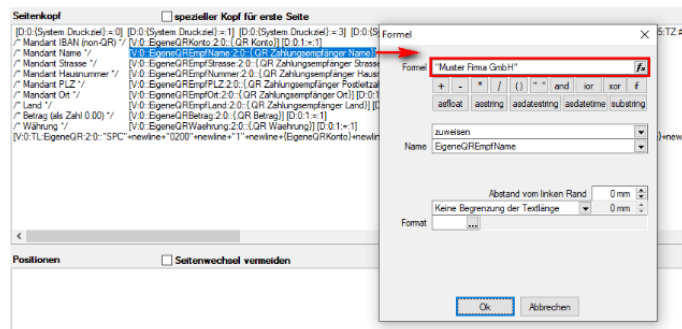 Seitenkopf
spezieller Kopf für erste Seite
[D:0:{System.Druckziel}:=:0] [D:0:{System.Druckziel}:=:1] [D:0:{System.Druckziel}:=:3] [D:0:{S
5:TZ:#
/* Mandant IBAN (non-QR) */ [V:0::EigeneQRKonto:2:0::{.QR Konto}] [D:0:1:=:1]
/* Mandant Name */ [V:0::EigeneQREmpfName:2:0::{.QR Zahlungsempfänger Name}]
/* Mandant Strasse */ [V:0::EigeneQREmpfStrasse:2:0::{.QR Zahlungsempfänger Strasse
/* Mandant Hausnummer */ [V:0::EigeneQREmpfNummer:2:0::{.QR Zahlungsempfänger Hausn
/* Mandant PLZ */ [V:0::EigeneQREmpfPLZ:2:0::{.QR Zahlungsempfänger Postleitzahl
/* Mandant Ort */ [V:0::EigeneQREmpfOrt:2:0::{.QR Zahlungsempfänger Ort}] [D:0:1
/* Land */ [V:0::EigeneQREmpfLand:2:0::{.QR Zahlungsempfänger Land}] [D
/* Betrag (als Zahl 0.00) */ [V:0::EigeneQRBetrag:2:0::{.QR Betrag}] [D:0:1:=:1]
/* Währung */ [V:0::EigeneQRWaehrung:2:0::{.QR Waehrung}] [D:0:1:=:1]
[V:0:TL:EigeneQR:2:0::"SPC"+newline+"0200"+newline+"1"+newline+{EigeneQRKonto}+newlin
}+newline
Positionen
Seitenwechsel vermeiden
Formel
Formel "Muster Firma GmbH"
+ - * / () " " and ior xor if
asfloat asstring asdatestring asdatetime substring
zuweisen
Name EigeneQREmpfName
Abstand vom linken Rand 0 mm
Keine Begrenzung der Textlänge 0 mm
Format ...
Ok Abbrechen